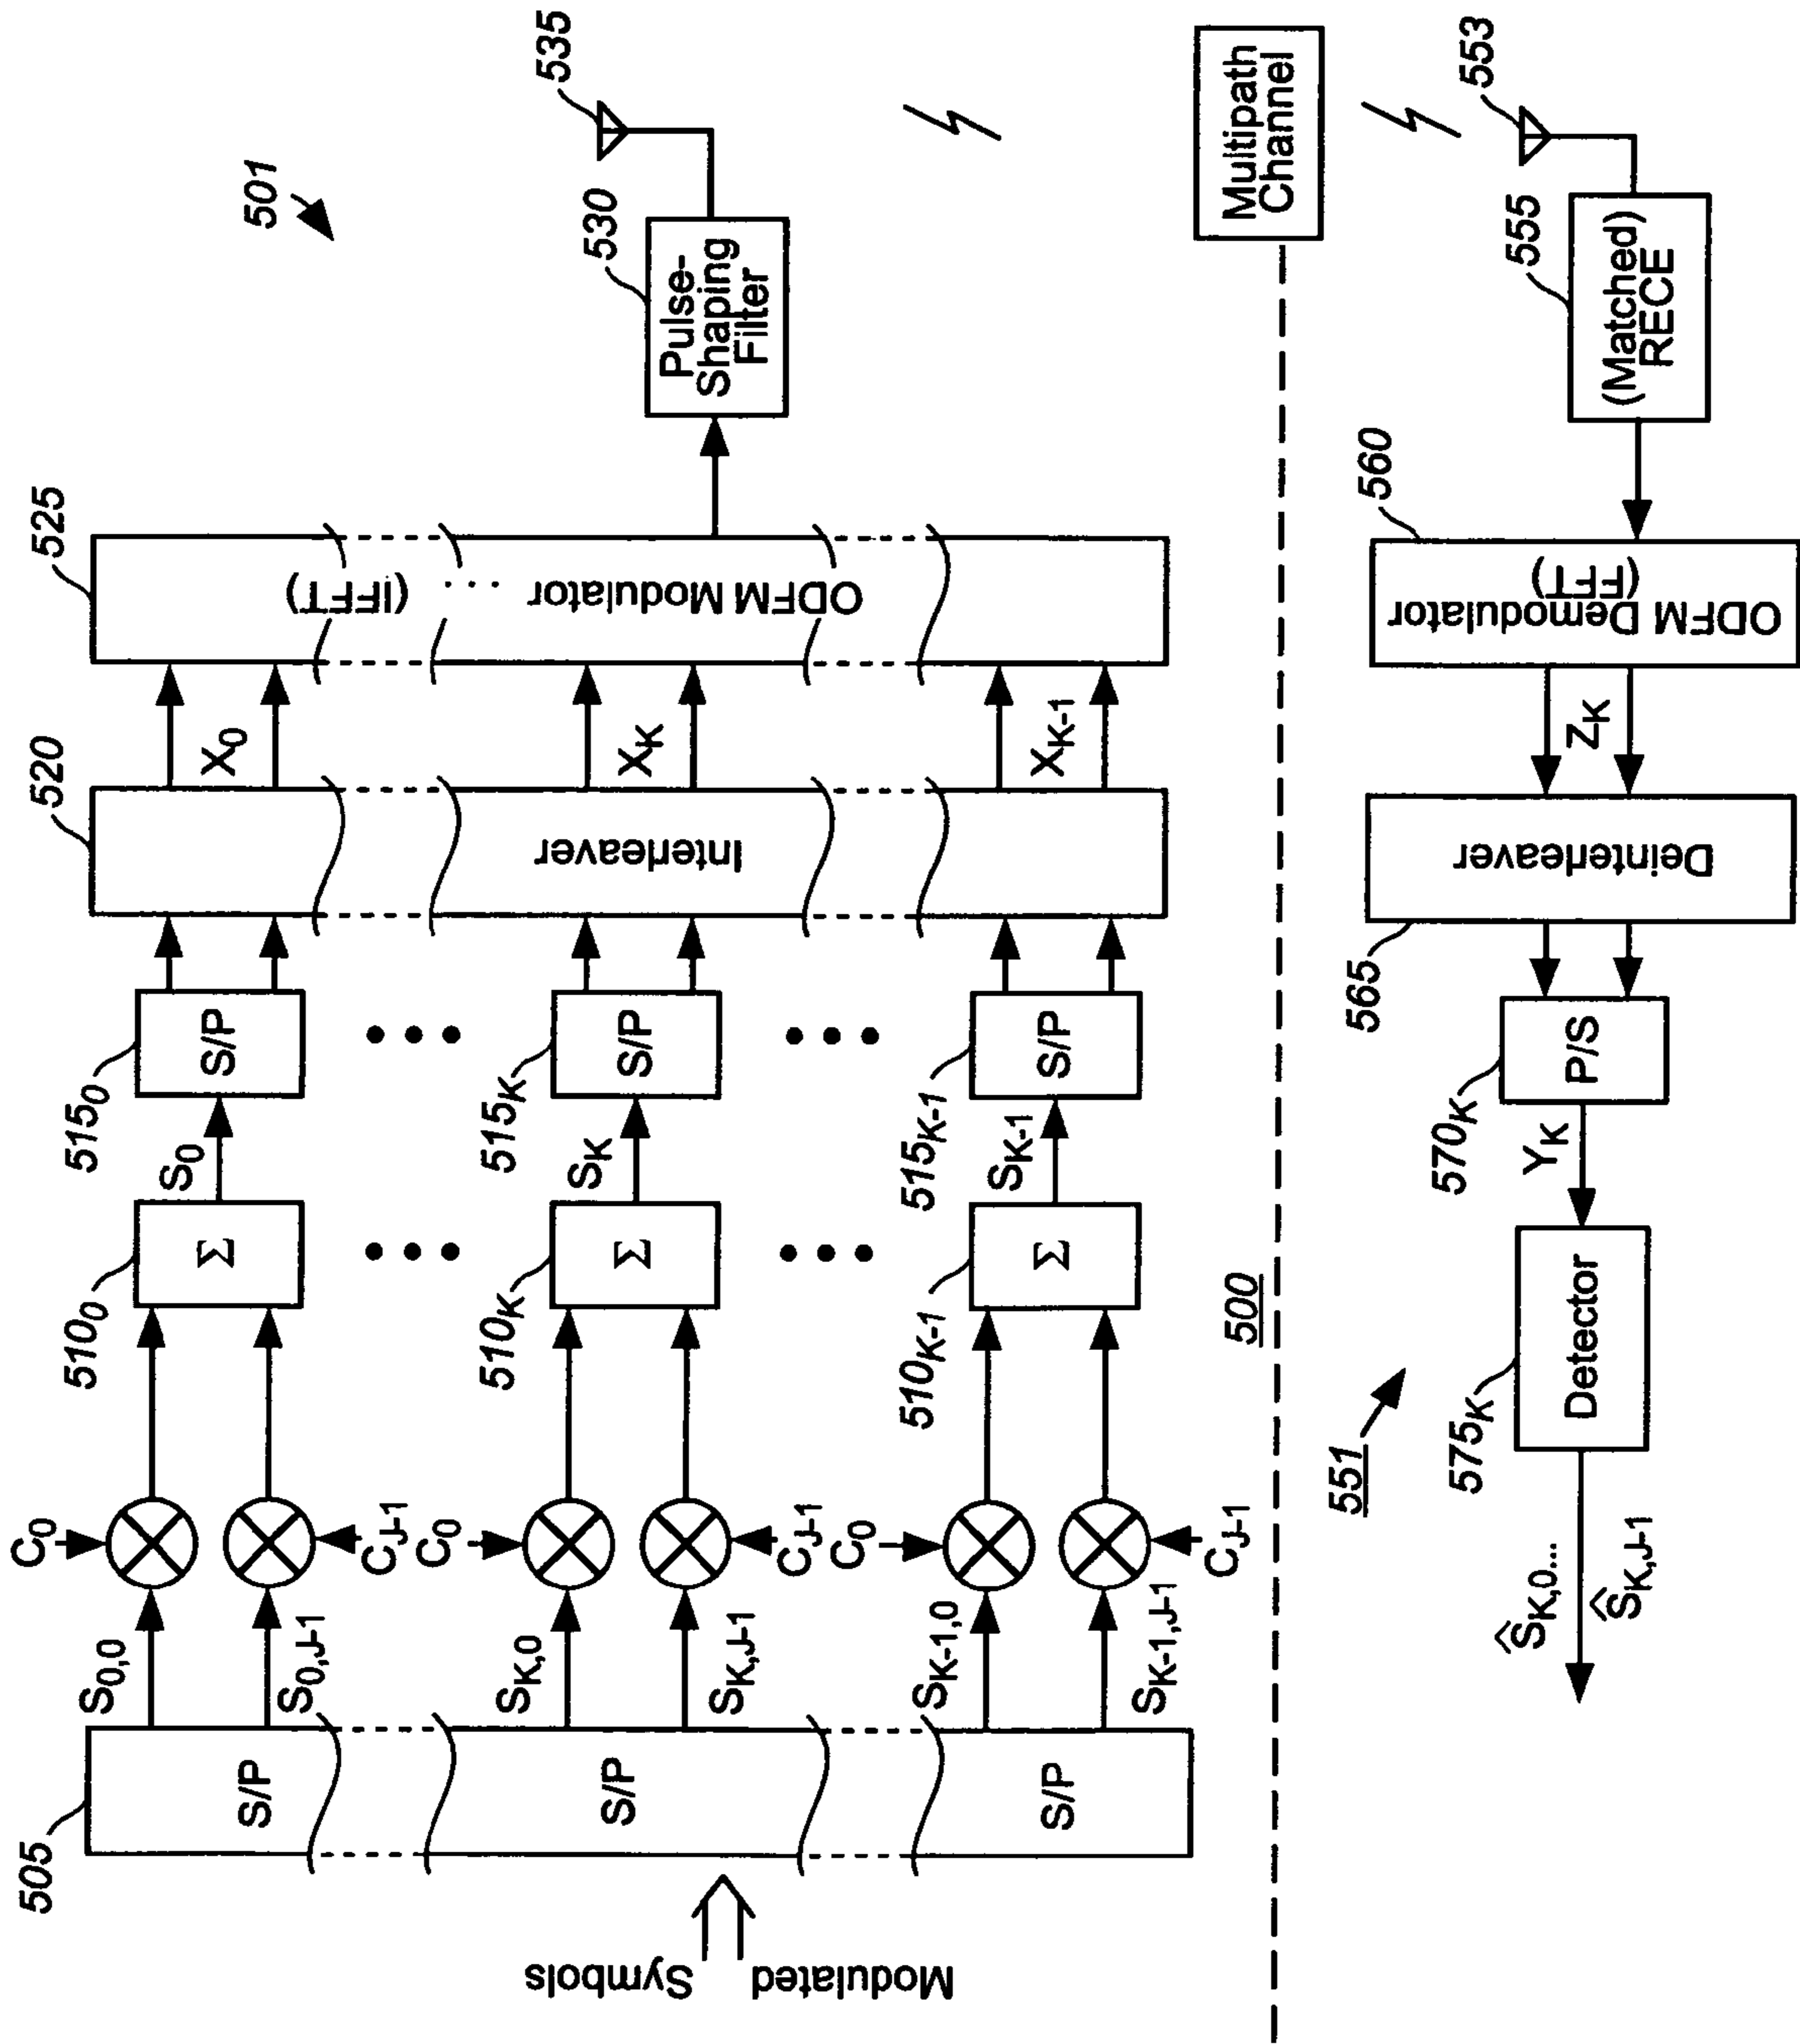 501
505
S/P
S/P
S/P
Modulated
Symbols
S0,0
S0,J-1
SK,0
SK,J-1
SK-1,0
SK-1,J-1
C0
CJ-1
C0
CJ-1
C0
CJ-1
5100
Σ
510K
Σ
510K-1
Σ
S0
SK
SK-1
5150
S/P
515K
S/P
515K-1
S/P
520
Interleaver
X0
XK
XK-1
525
ODFM Modulator
(IFFT)
530
Pulse-
Shaping
Filter
535
500
Multipath
Channel
551
553
555
(Matched)
RECE
560
ODFM Demodulator
(FFT)
ZK
565
Deinterleaver
570K
P/S
YK
575K
Detector
ŜK,0...
ŜK,J-1